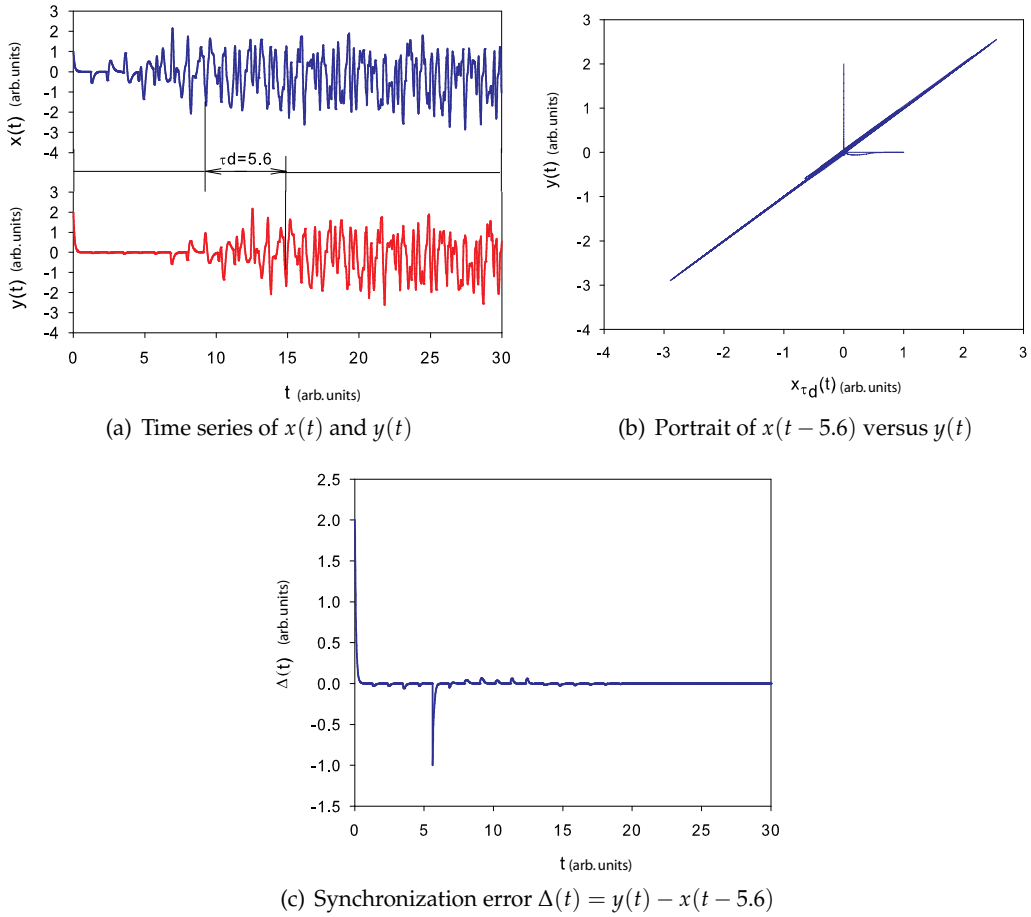 3
2
1
0
-1
-2
-3
-4
x(t) (arb.units)
τd=5.6
3
2
1
0
-1
-2
-3
-4
y(t) (arb.units)
0 5 10 15 20 25 30
t (arb.units)
(a) Time series of x(t) and y(t)
3
2
1
0
-1
-2
-3
-4
y(t) (arb.units)
-4 -3 -2 -1 0 1 2 3
xτd(t) (arb.units)
(b) Portrait of x(t − 5.6) versus y(t)
2.5
2.0
1.5
1.0
0.5
0.0
-0.5
-1.0
-1.5
Δ(t) (arb.units)
0 5 10 15 20 25 30
t (arb.units)
(c) Synchronization error Δ(t) = y(t) − x(t − 5.6)